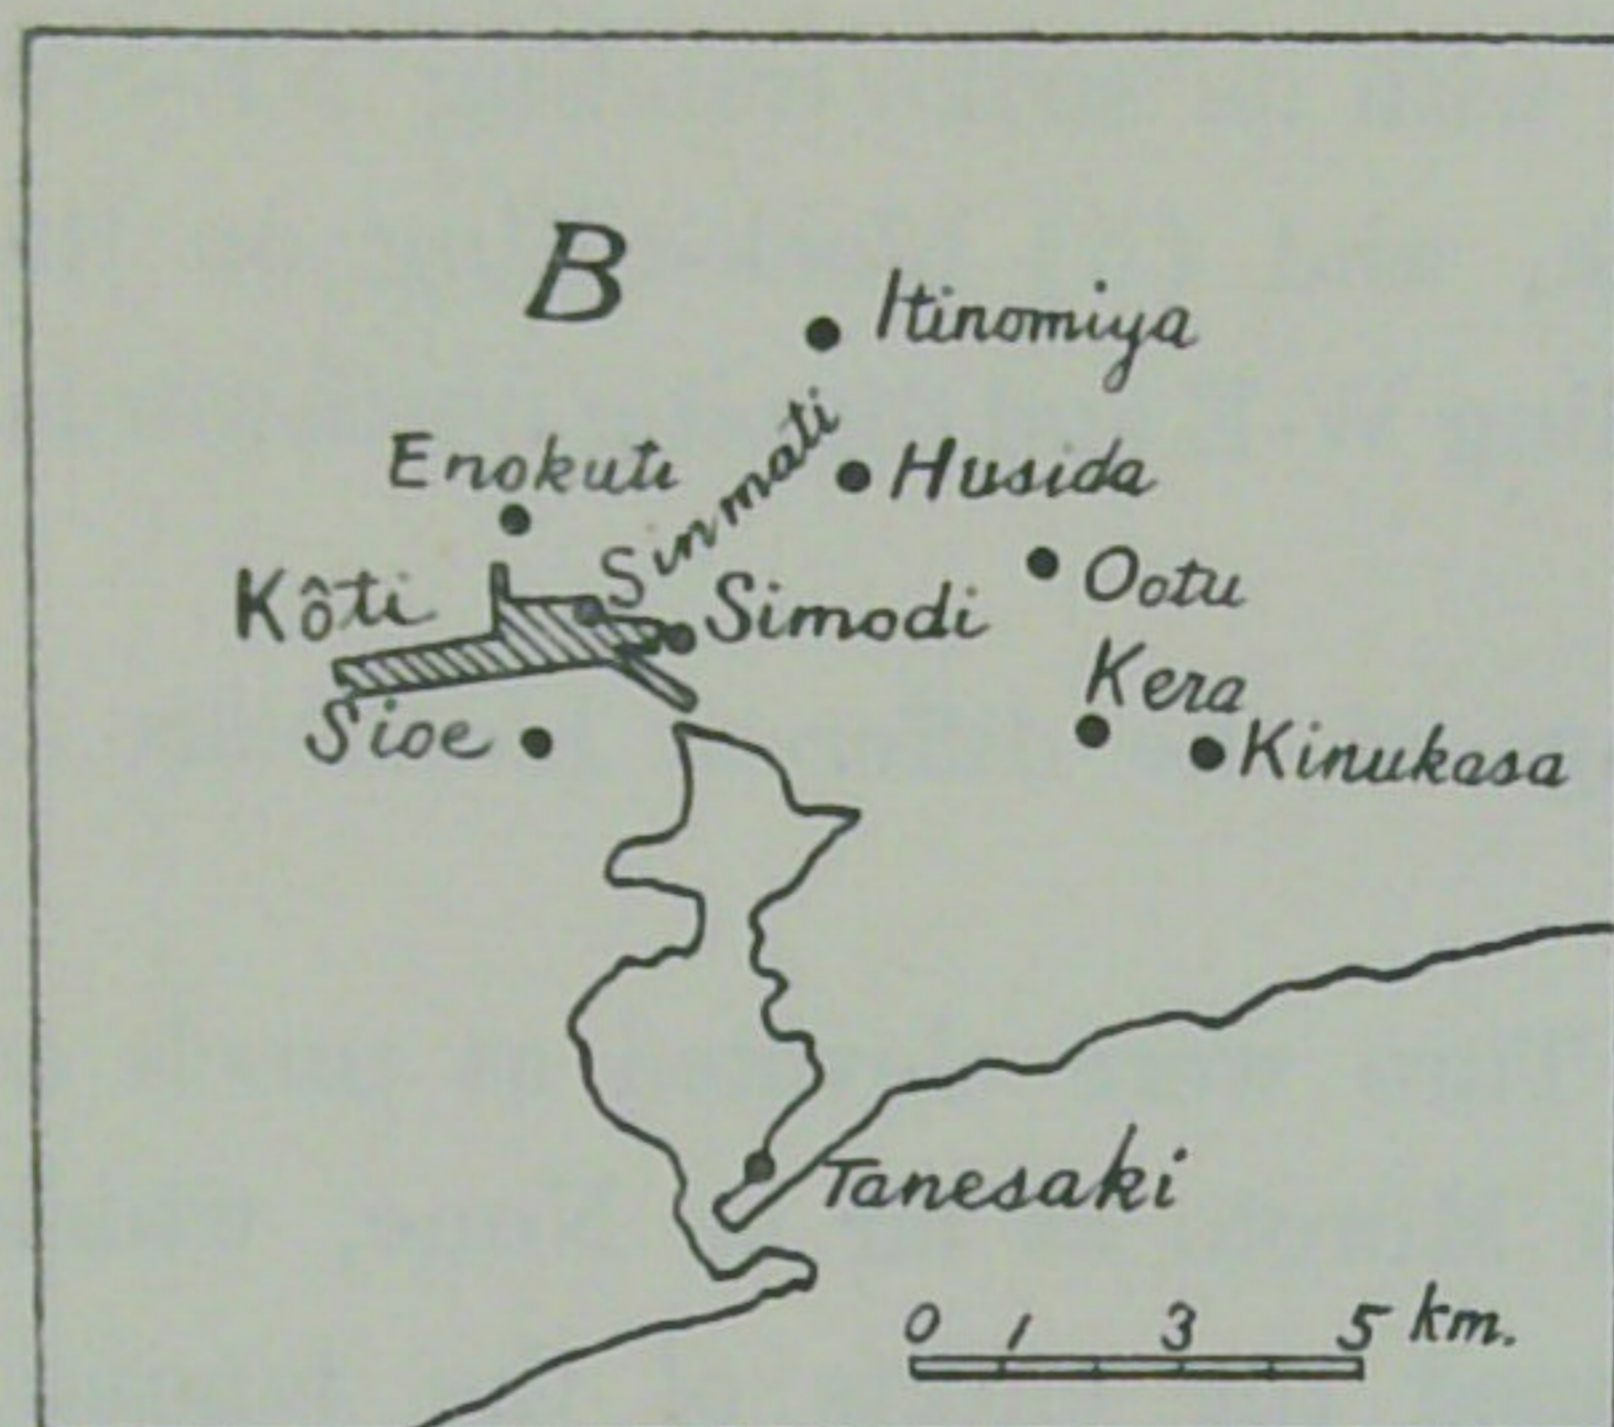 B
Itinomiya
Enokuti
Sinmati
Husida
Kôti
Simodi
Ootu
Kera
Sioe
Kinukasa
Tanesaki
0 1 3 5 km.